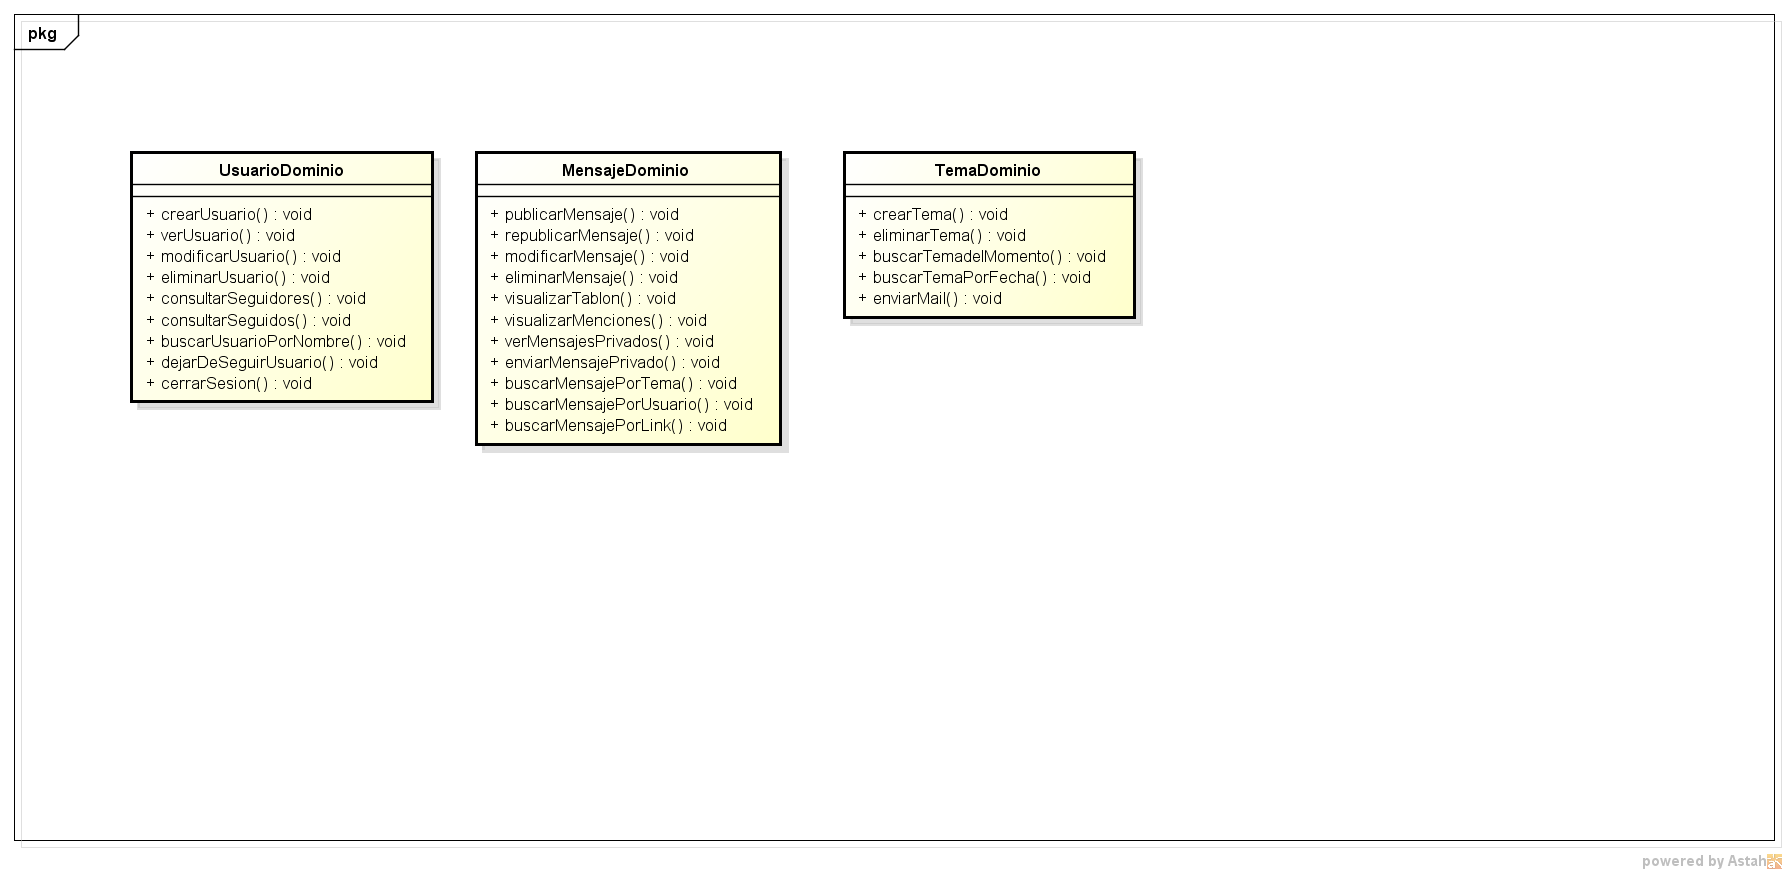 pkg
UsuarioDominio
+ crearUsuario() : void
+ verUsuario() : void
+ modificarUsuario() : void
+ eliminarUsuario() : void
+ consultarSeguidores() : void
+ consultarSeguidos() : void
+ buscarUsuarioPorNombre() : void
+ dejarDeSeguirUsuario() : void
+ cerrarSesion() : void
MensajeDominio
+ publicarMensaje() : void
+ republicarMensaje() : void
+ modificarMensaje() : void
+ eliminarMensaje() : void
+ visualizarTablon() : void
+ visualizarMenciones() : void
+ verMensajesPrivados() : void
+ enviarMensajePrivado() : void
+ buscarMensajePorTema() : void
+ buscarMensajePorUsuario() : void
+ buscarMensajePorLink() : void
TemaDominio
+ crearTema() : void
+ eliminarTema() : void
+ buscarTemadelMomento() : void
+ buscarTemaPorFecha() : void
+ enviarMail() : void
powered by Astah